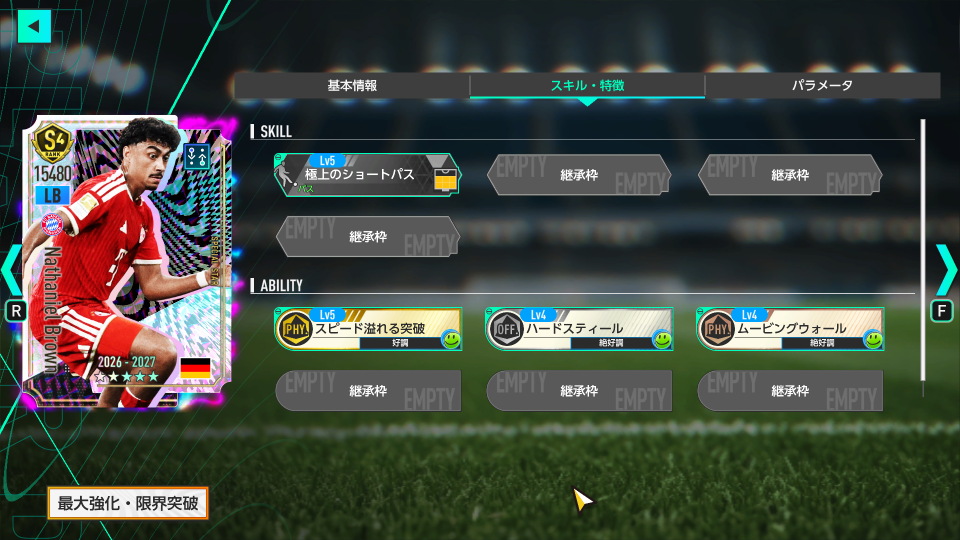 基本情報
スキル・特徴
パラメータ
S4
RANK
15480
LB
Nathaniel Brown
SPECIAL STARS
2026 - 2027
SKILL
Lv5
極上のショートパス
パス
EMPTY 継承枠 EMPTY
EMPTY 継承枠 EMPTY
EMPTY 継承枠 EMPTY
ABILITY
Lv5
PHY. スピード溢れる突破
好調
Lv4
OFF. ハードスティール
絶好調
Lv4
PHY. ムービングウォール
絶好調
EMPTY 継承枠 EMPTY
EMPTY 継承枠 EMPTY
EMPTY 継承枠 EMPTY
R
F
最大強化・限界突破